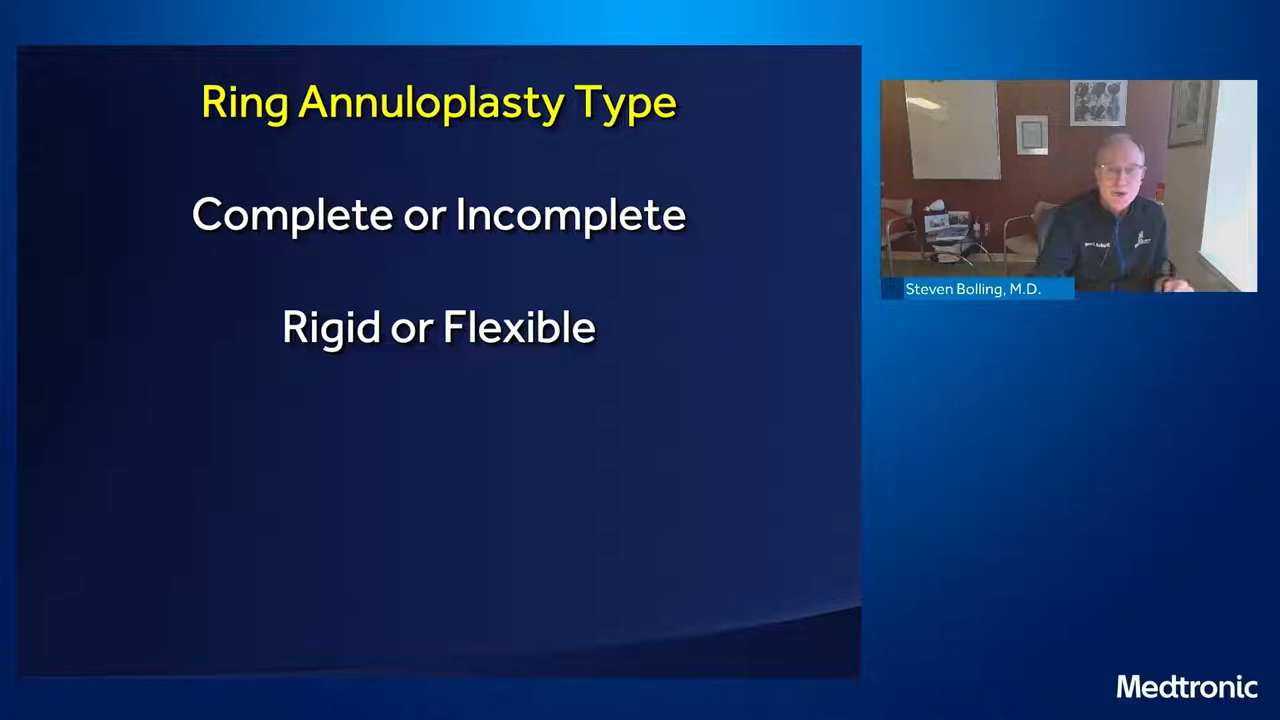 Ring Annuloplasty Type
Complete or Incomplete
Rigid or Flexible
Steven Bolling, M.D.
Medtronic